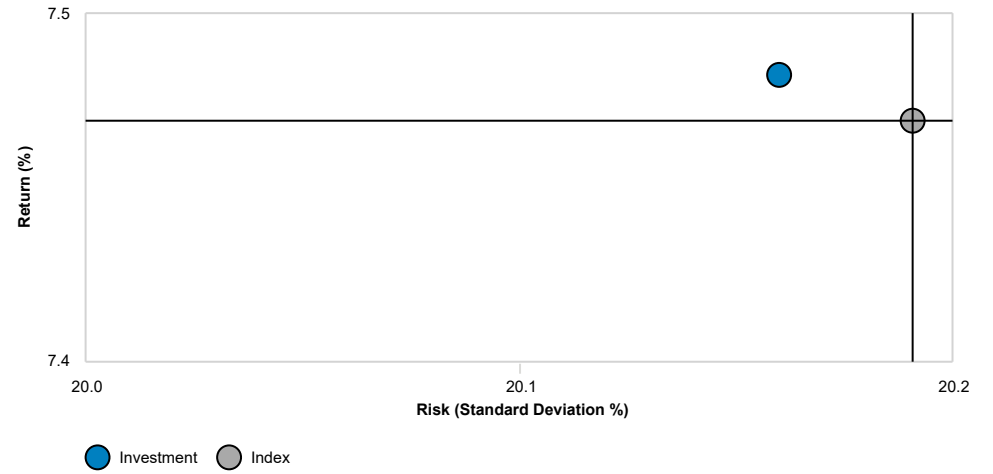 7.5
Return (%)
7.4
20.0
20.1
20.2
Risk (Standard Deviation %)
Investment
Index